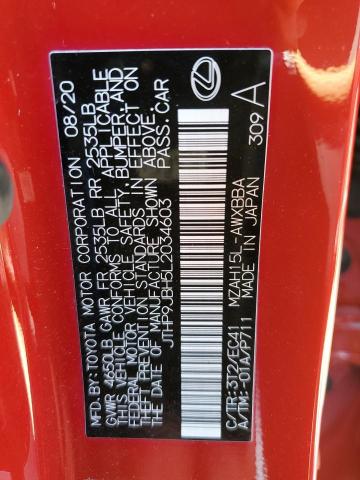 MFD.BY:TOYOTA MOTOR CORPORATION 08/20
GVWR 4650LB GAWR FR 2535LB RR 2535LB
THIS VEHICLE CONFORMS TO ALL APPLICABLE
FEDERAL MOTOR VEHICLE SAFETY, BUMPER, AND
THEFT PREVENTION STANDARDS IN EFFECT ON
THE DATE OF MANUFACTURE SHOWN ABOVE.
JTHP9JBH5L2034603 PASS.CAR
C/TR:3T2/EC41 MZAH15L-AWXBBA
A/TM:-01A/P711 MADE IN JAPAN 309 A